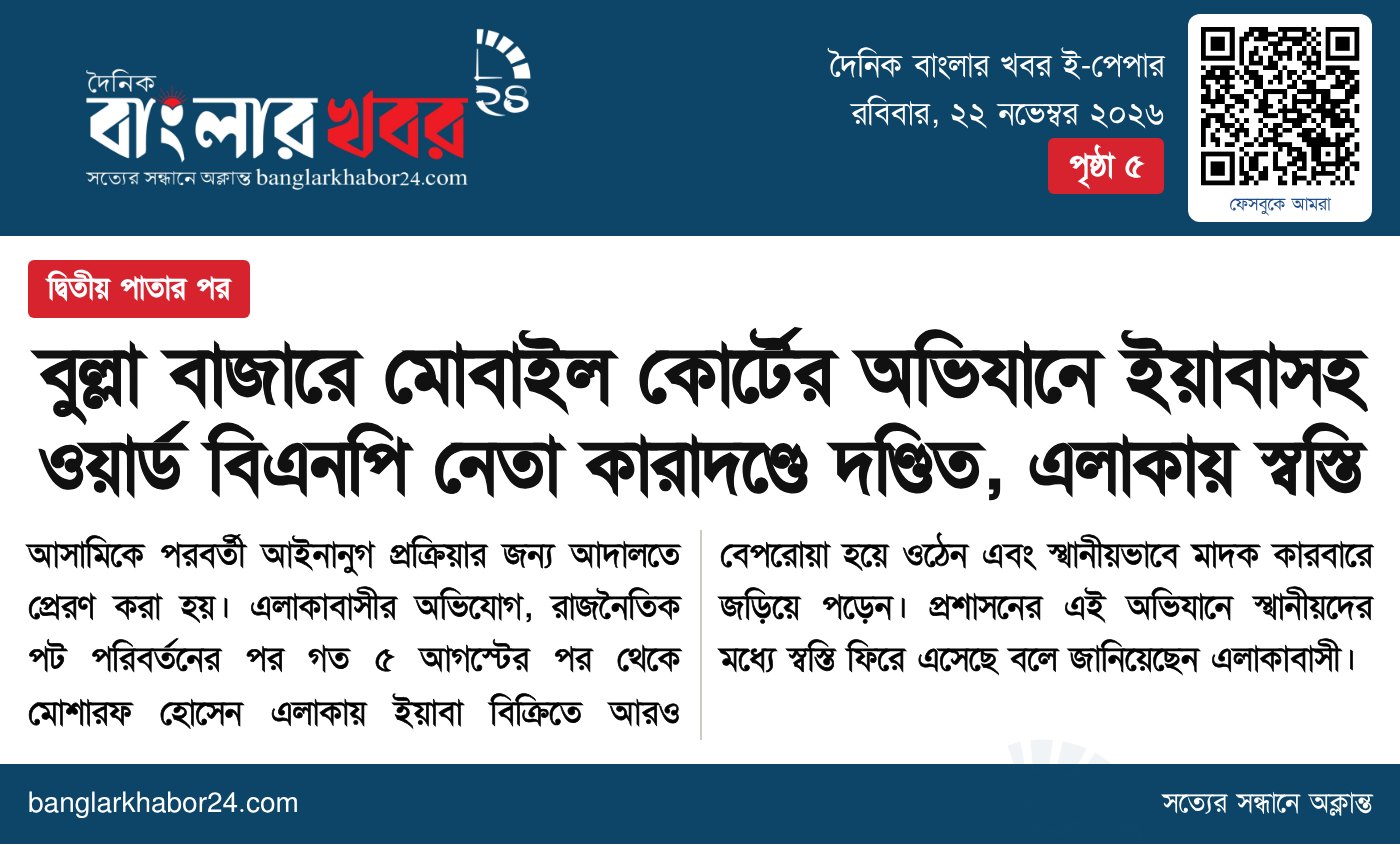 দৈনিক
বাংলার খবর
২৪
সত্যের সন্ধানে অক্লান্ত banglarkhabor24.com
দৈনিক বাংলার খবর ই-পেপার
রবিবার, ২২ নভেম্বর ২০২৬
পৃষ্ঠা ৫
ফেসবুকে আমরা
দ্বিতীয় পাতার পর
বুল্লা বাজারে মোবাইল কোর্টের অভিযানে ইয়াবাসহ
ওয়ার্ড বিএনপি নেতা কারাদণ্ডে দণ্ডিত, এলাকায় স্বস্তি
আসামিকে পরবর্তী আইনানুগ প্রক্রিয়ার জন্য আদালতে
প্রেরণ করা হয়। এলাকাবাসীর অভিযোগ, রাজনৈতিক
পট পরিবর্তনের পর গত ৫ আগস্টের পর থেকে
মোশারফ হোসেন এলাকায় ইয়াবা বিক্রিতে আরও
বেপরোয়া হয়ে ওঠেন এবং স্থানীয়ভাবে মাদক কারবারে
জড়িয়ে পড়েন। প্রশাসনের এই অভিযানে স্থানীয়দের
মধ্যে স্বস্তি ফিরে এসেছে বলে জানিয়েছেন এলাকাবাসী।
banglarkhabor24.com
সত্যের সন্ধানে অক্লান্ত